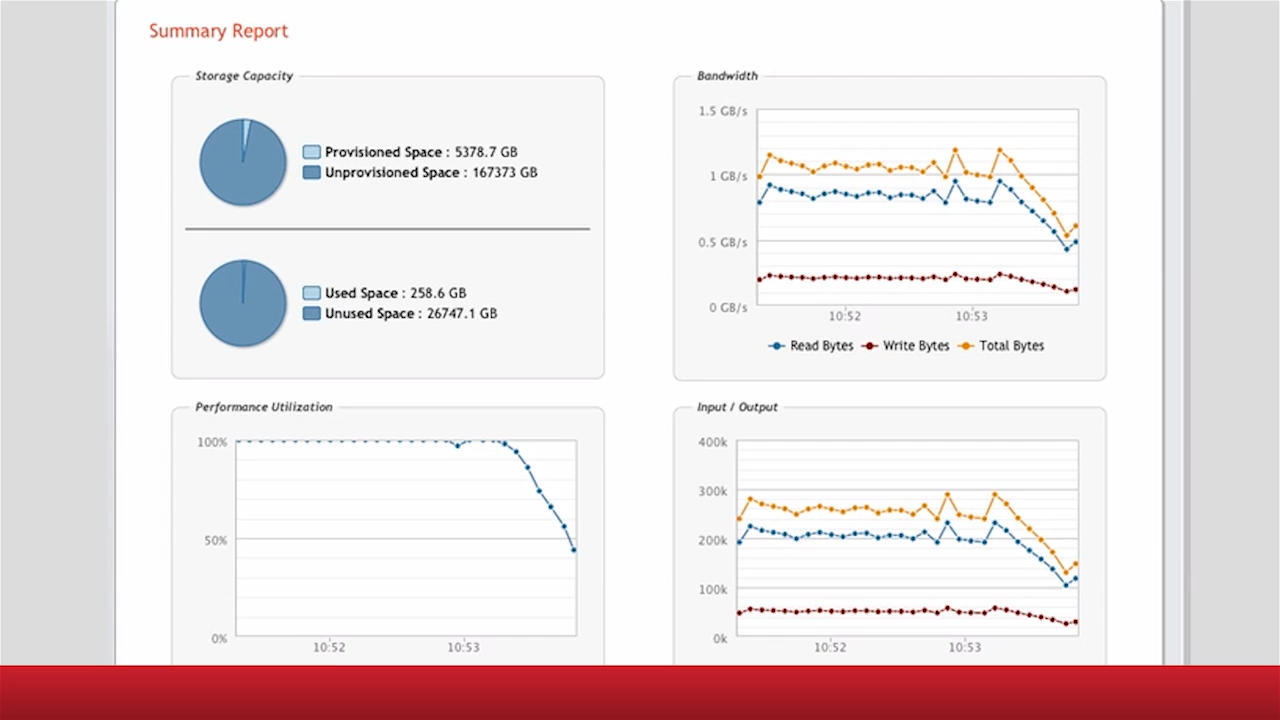 Summary Report
Storage Capacity
Provisioned Space : 5378.7 GB
Unprovisioned Space : 167373 GB
Used Space : 258.6 GB
Unused Space : 26747.1 GB
Bandwidth
1.5 GB/s
1 GB/s
0.5 GB/s
0 GB/s
10:52 10:53
Read Bytes Write Bytes Total Bytes
Performance Utilization
100%
50%
0%
10:52 10:53
Input / Output
400k
300k
200k
100k
0k
10:52 10:53